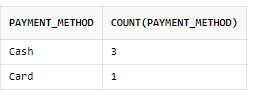 PAYMENT_METHOD COUNT(PAYMENT_METHOD)
Cash 3
Card 1